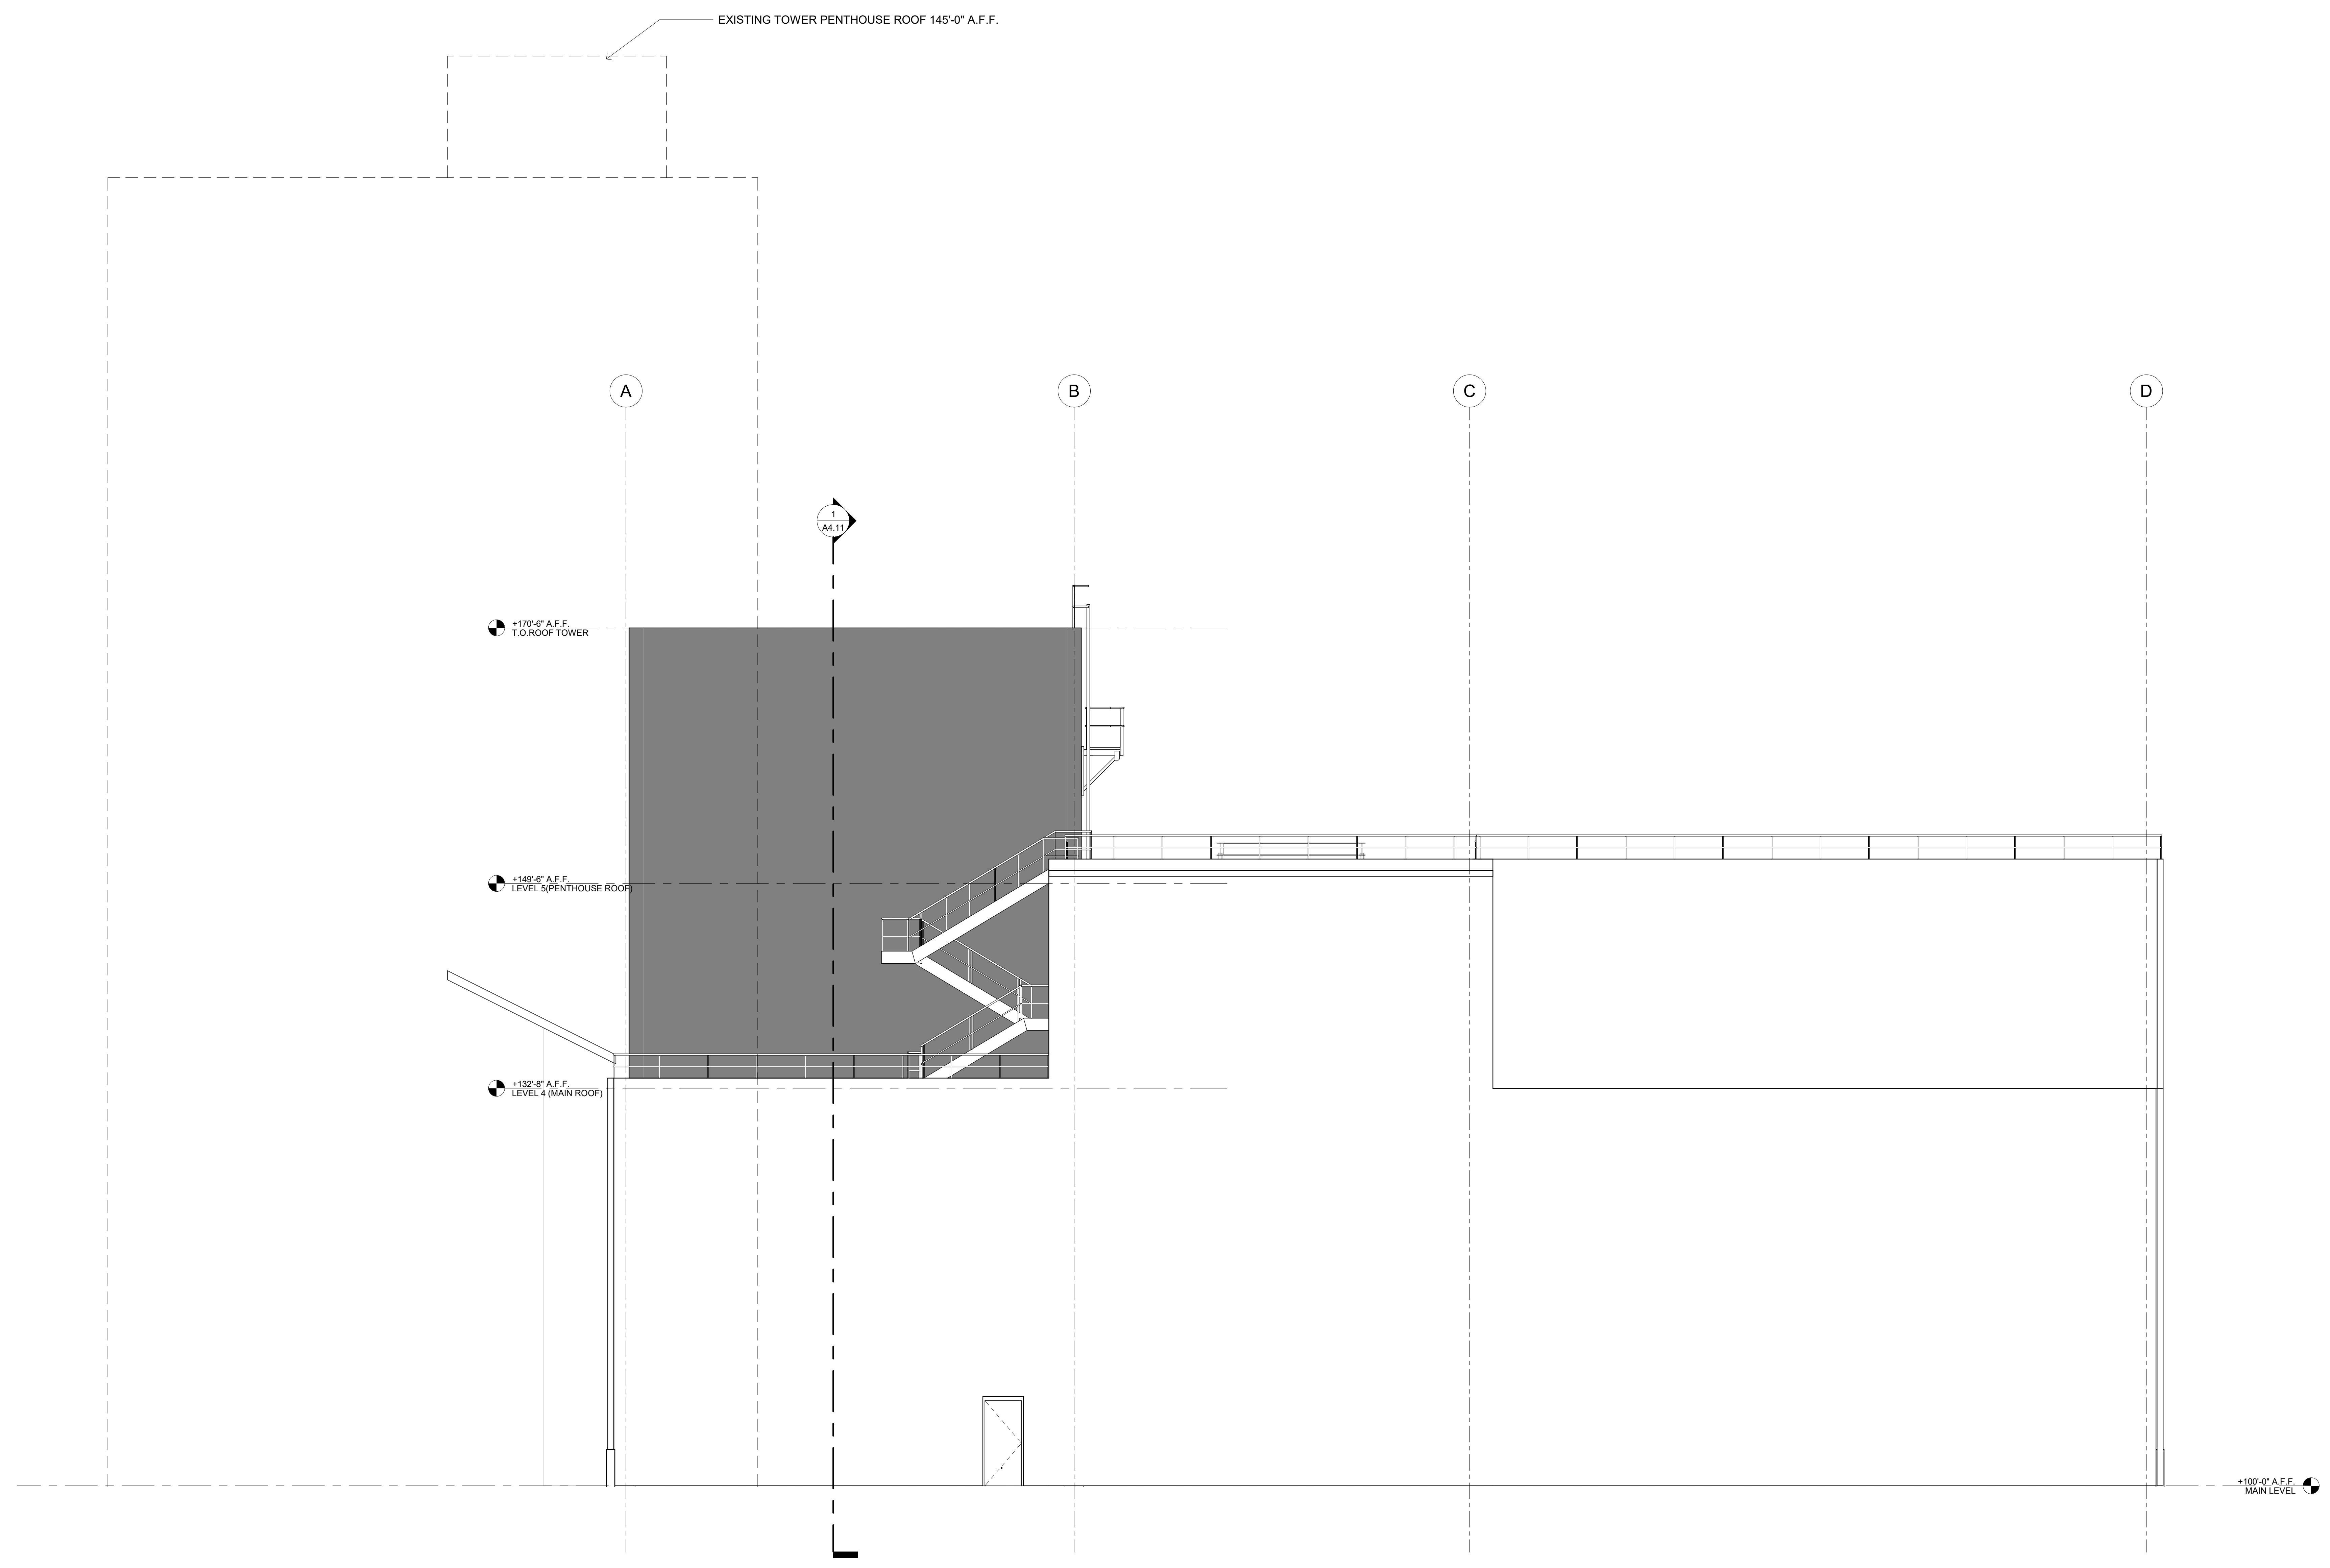 EXISTING TOWER PENTHOUSE ROOF 145'-0" A.F.F.
A
B
C
D
1
A4.11
+170'-6" A.F.F.
T.O.ROOF TOWER
+149'-6" A.F.F.
LEVEL 5(PENTHOUSE ROOF)
+132'-8" A.F.F.
LEVEL 4 (MAIN ROOF)
+100'-0" A.F.F.
MAIN LEVEL